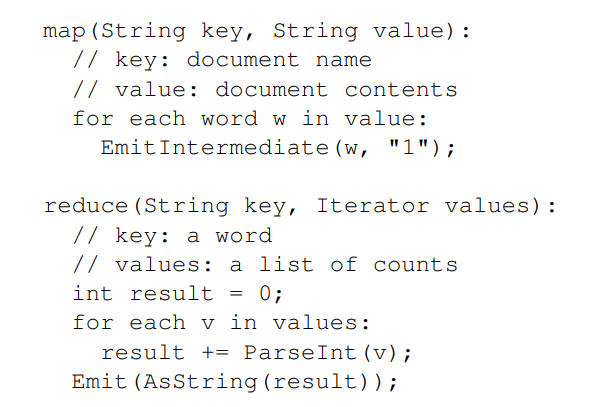 map(String key, String value):
// key: document name
// value: document contents
for each word w in value:
EmitIntermediate(w, "1");
reduce(String key, Iterator values):
// key: a word
// values: a list of counts
int result = 0;
for each v in values:
result += ParseInt(v);
Emit(AsString(result));